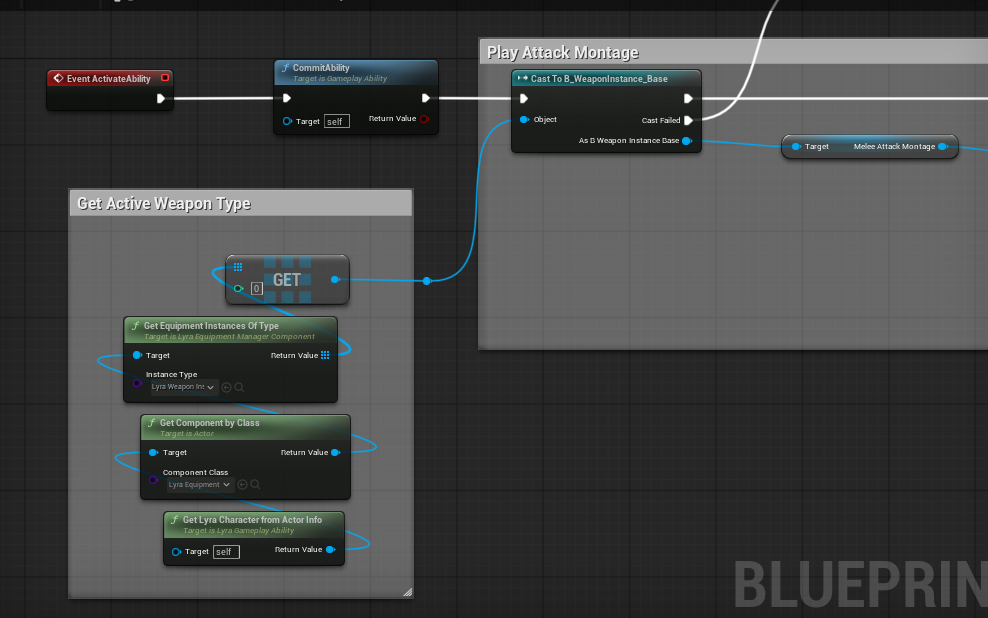 Play Attack Montage
Event ActivateAbility
CommitAbility
Target is Gameplay Ability
Target
self
Return Value
Cast To B_WeaponInstance_Base
Object
Cast Failed
As B Weapon Instance Base
Target
Melee Attack Montage
Get Active Weapon Type
GET
0
Get Equipment Instances Of Type
Target is Lyra Equipment Manager Component
Target
Return Value
Instance Type
Lyra Weapon Ins
Get Component by Class
Target is Actor
Target
Return Value
Component Class
Lyra Equipment
Get Lyra Character from Actor Info
Target is Lyra Gameplay Ability
Target
self
Return Value
BLUEPRIN